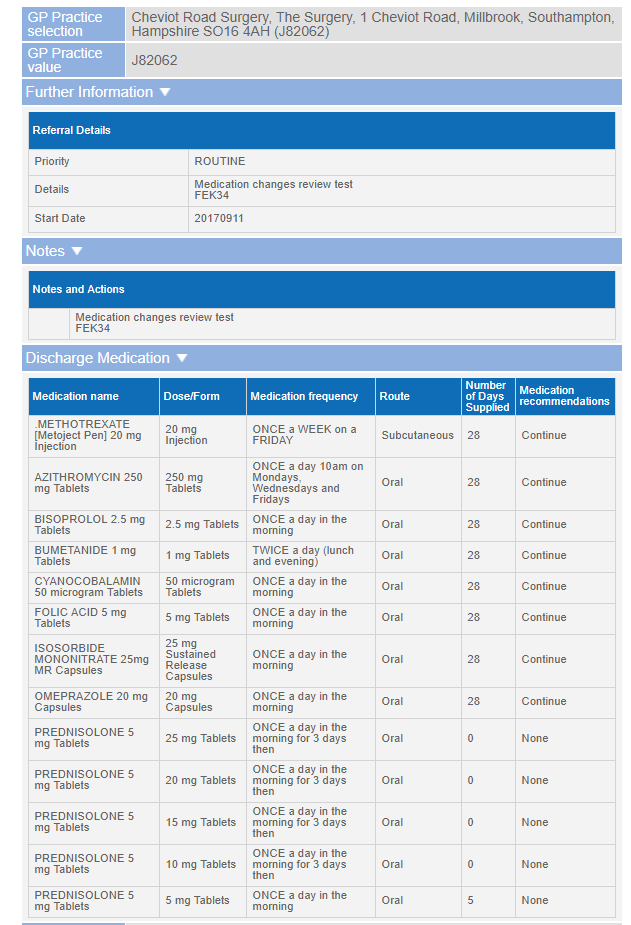 GP Practice
selection
Cheviot Road Surgery, The Surgery, 1 Cheviot Road, Millbrook, Southampton,
Hampshire SO16 4AH (J82062)
GP Practice
value
J82062
Further Information ▼
Referral Details
Priority
ROUTINE
Details
Medication changes review test
FEK34
Start Date
20170911
Notes ▼
Notes and Actions
Medication changes review test
FEK34
Discharge Medication ▼
Medication name
Dose/Form
Medication frequency
Route
Number
of Days
Supplied
Medication
recommendations
.METHOTREXATE
[Metoject Pen] 20 mg
Injection
20 mg
Injection
ONCE a WEEK on a
FRIDAY
Subcutaneous
28
Continue
AZITHROMYCIN 250
mg Tablets
250 mg
Tablets
ONCE a day 10am on
Mondays,
Wednesdays and
Fridays
Oral
28
Continue
BISOPROLOL 2.5 mg
Tablets
2.5 mg Tablets
ONCE a day in the
morning
Oral
28
Continue
BUMETANIDE 1 mg
Tablets
1 mg Tablets
TWICE a day (lunch
and evening)
Oral
28
Continue
CYANOCOBALAMIN
50 microgram Tablets
50 microgram
Tablets
ONCE a day in the
morning
Oral
28
Continue
FOLIC ACID 5 mg
Tablets
5 mg Tablets
ONCE a day in the
morning
Oral
28
Continue
ISOSORBIDE
MONONITRATE 25mg
MR Capsules
25 mg
Sustained
Release
Capsules
ONCE a day in the
morning
Oral
28
Continue
OMEPRAZOLE 20 mg
Capsules
20 mg
Capsules
ONCE a day in the
morning
Oral
28
Continue
PREDNISOLONE 5
mg Tablets
25 mg Tablets
ONCE a day in the
morning for 3 days
then
Oral
0
None
PREDNISOLONE 5
mg Tablets
20 mg Tablets
ONCE a day in the
morning for 3 days
then
Oral
0
None
PREDNISOLONE 5
mg Tablets
15 mg Tablets
ONCE a day in the
morning for 3 days
then
Oral
0
None
PREDNISOLONE 5
mg Tablets
10 mg Tablets
ONCE a day in the
morning for 3 days
then
Oral
0
None
PREDNISOLONE 5
mg Tablets
5 mg Tablets
ONCE a day in the
morning
Oral
5
None